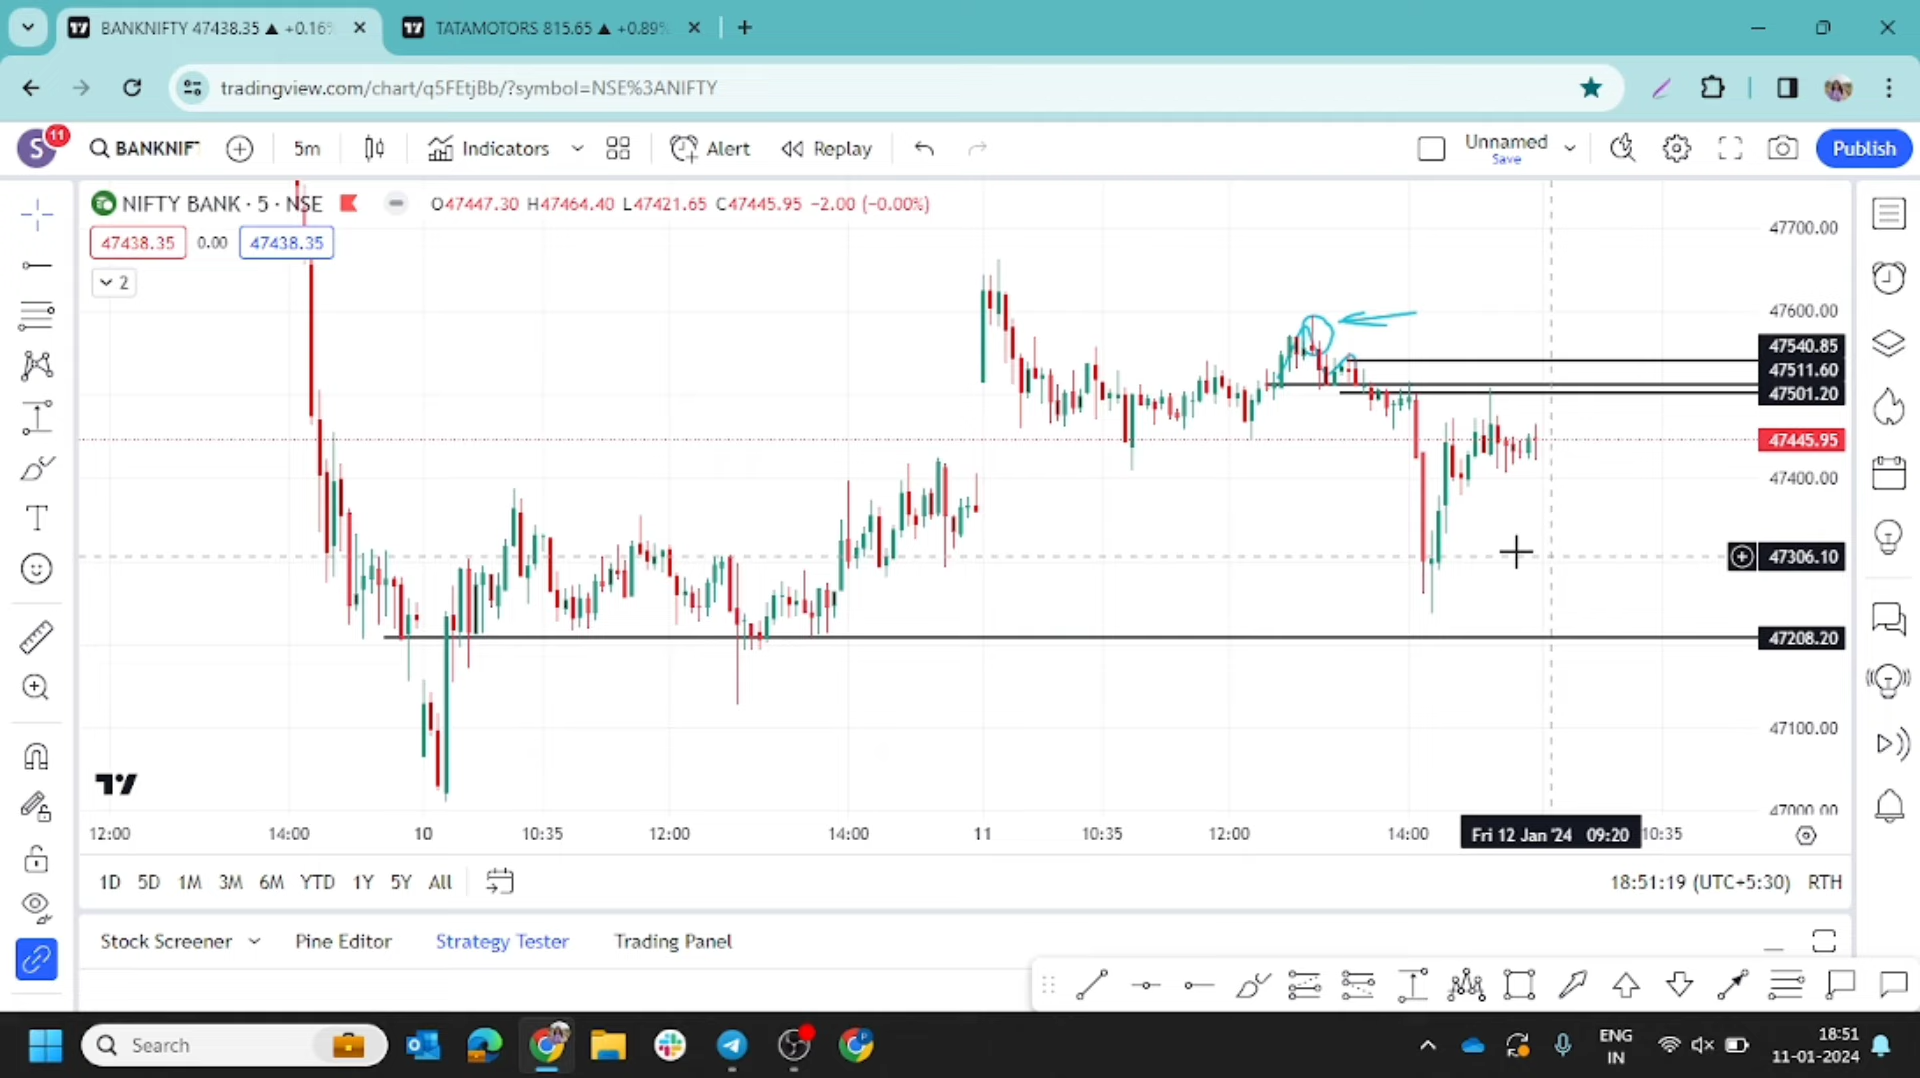 BANKNIFTY 47438.35 ▲ +0.16%
TATAMOTORS 815.65 ▲ +0.89%
tradingview.com/chart/q5FEtjBb/?symbol=NSE%3ANIFTY
S 11 BANKNIFT 5m Indicators Alert Replay Unnamed Save Publish
NIFTY BANK · 5 · NSE O47447.30 H47464.40 L47421.65 C47445.95 −2.00 (−0.00%)
47438.35 0.00 47438.35
2
47700.00
47600.00
47540.85
47511.60
47501.20
47445.95
47400.00
47306.10
47208.20
47100.00
47000.00
12:00 14:00 10 10:35 12:00 14:00 11 10:35 12:00 14:00 Fri 12 Jan '24 09:20 10:35
1D 5D 1M 3M 6M YTD 1Y 5Y All 18:51:19 (UTC+5:30) RTH
Stock Screener Pine Editor Strategy Tester Trading Panel
Search
ENG
IN
18:51
11-01-2024